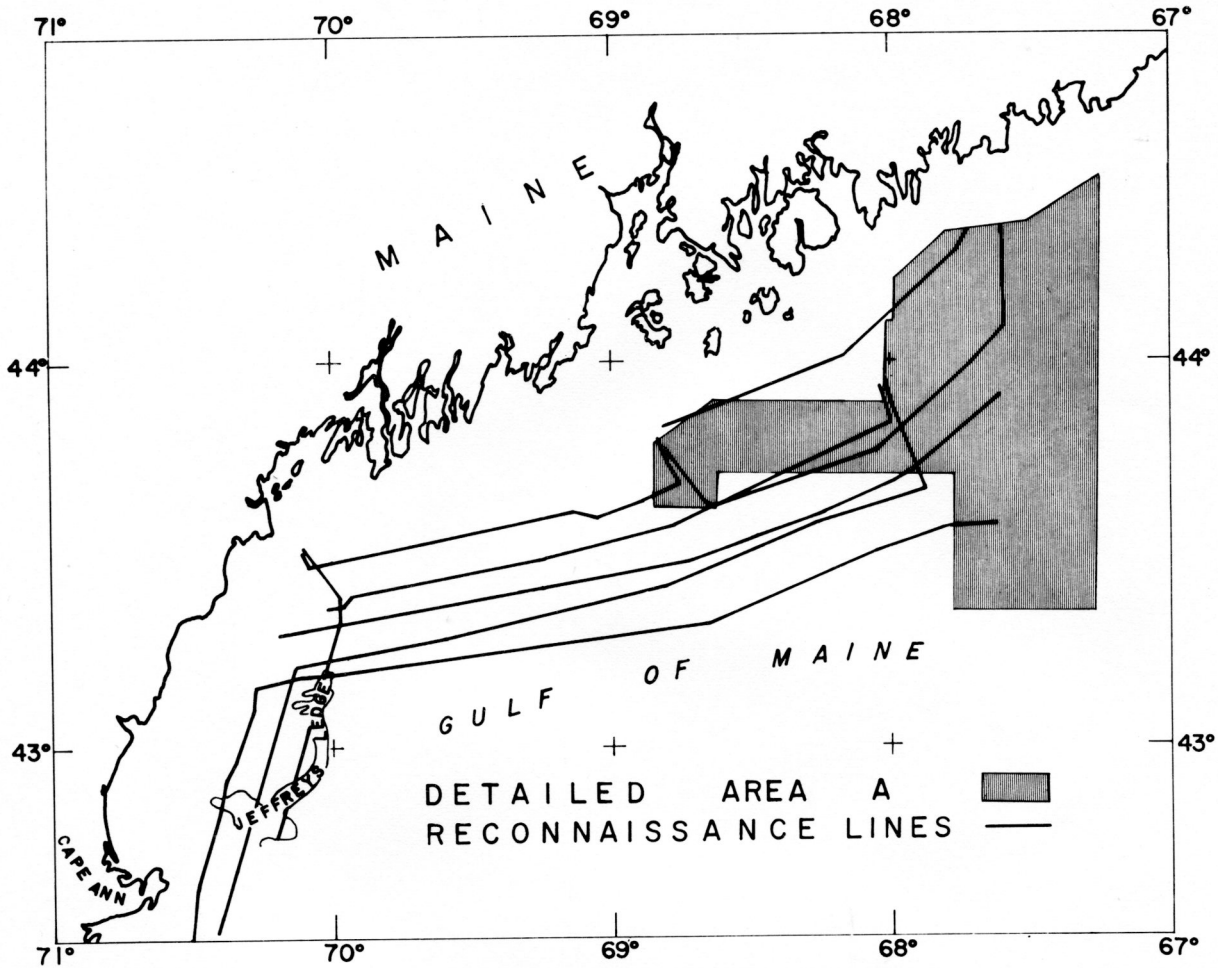 71° 70° 69° 68° 67°
MAINE
44° 44°
GULF OF MAINE
JEFFREYS LEDGE
43° 43°
CAPE ANN
DETAILED AREA A
RECONNAISSANCE LINES
71° 70° 69° 68° 67°